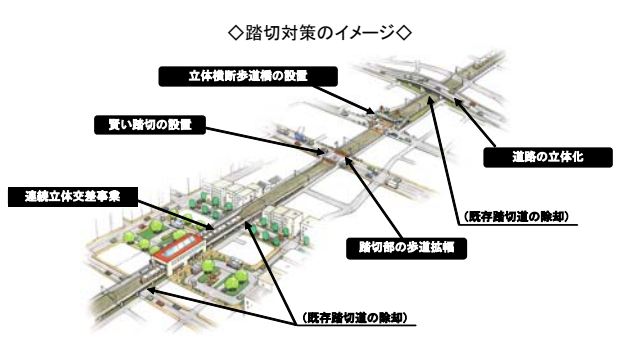 ◇踏切対策のイメージ◇
立体横断歩道橋の設置
賢い踏切の設置
道路の立体化
連続立体交差事業
(既存踏切道の除却)
踏切部の歩道拡幅
(既存踏切道の除却)